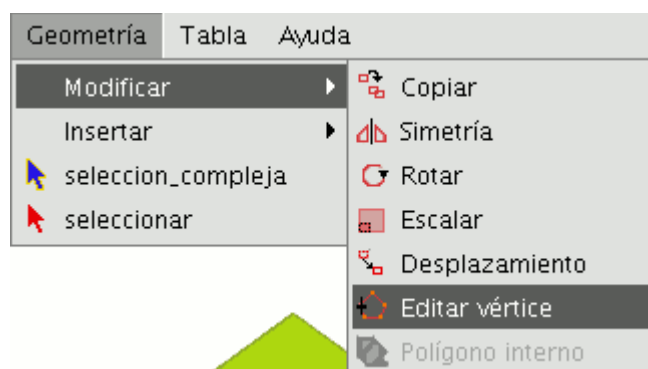 Geometría Tabla Ayuda
Modificar
Insertar
seleccion_compleja
seleccionar
Copiar
Simetría
Rotar
Escalar
Desplazamiento
Editar vértice
Polígono interno